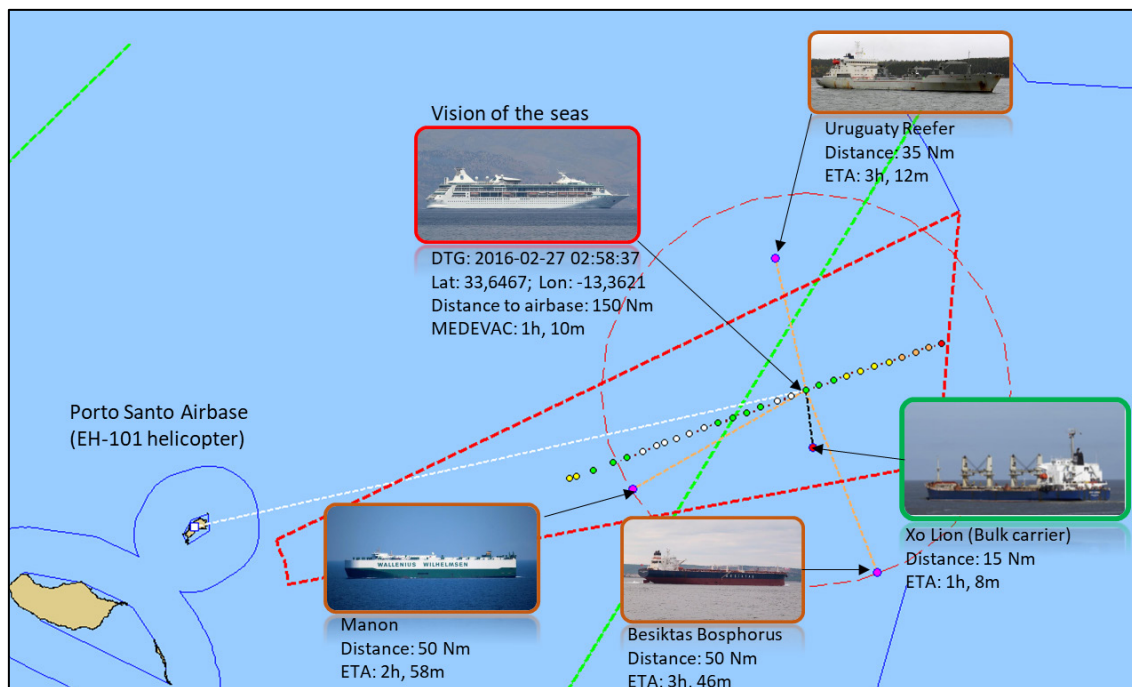 Vision of the seas
DTG: 2016-02-27 02:58:37
Lat: 33,6467; Lon: -13,3621
Distance to airbase: 150 Nm
MEDEVAC: 1h, 10m
Uruguaty Reefer
Distance: 35 Nm
ETA: 3h, 12m
Porto Santo Airbase
(EH-101 helicopter)
WALLENIUS WILHELMSEN
Manon
Distance: 50 Nm
ETA: 2h, 58m
Besiktas Bosphorus
Distance: 50 Nm
ETA: 3h, 46m
Xo Lion (Bulk carrier)
Distance: 15 Nm
ETA: 1h, 8m